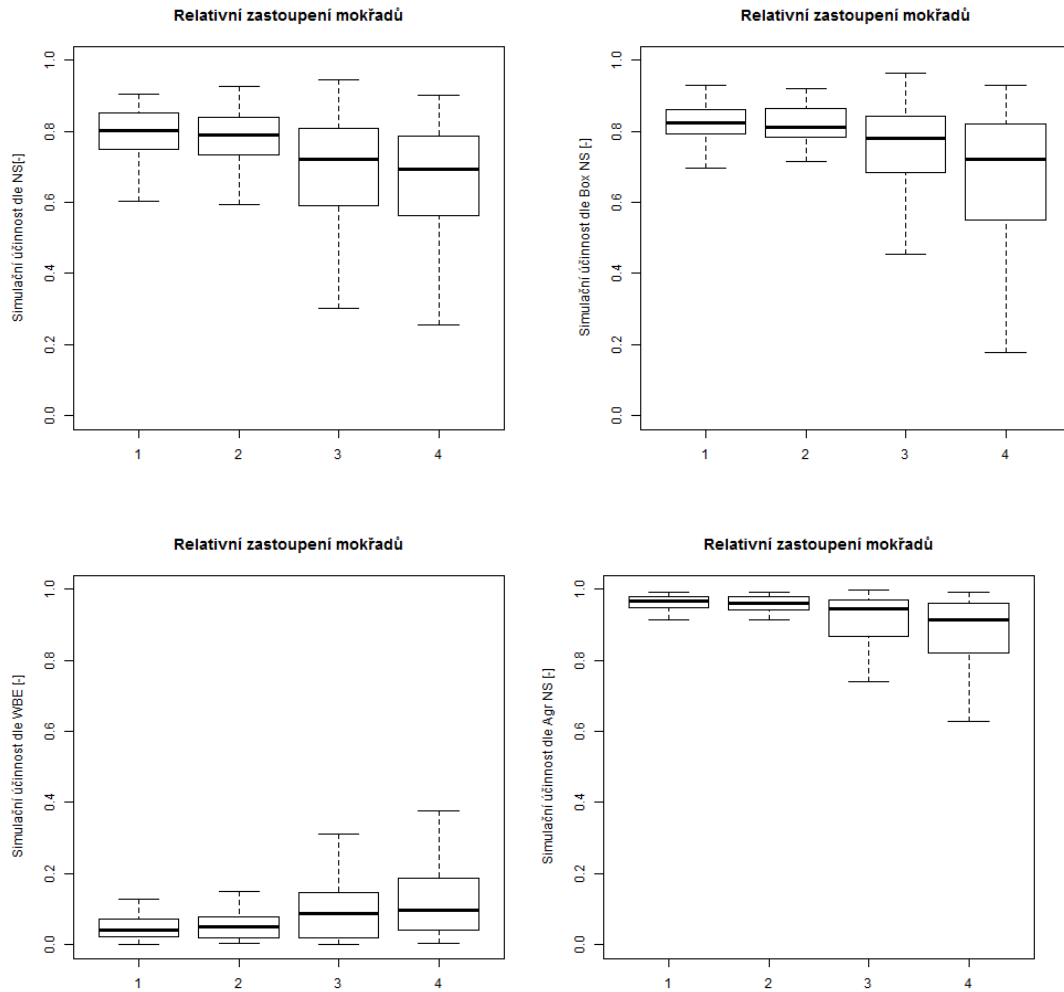 Relativní zastoupení mokřadů
Simulační účinnost dle NS[-]
1.0
0.8
0.6
0.4
0.2
0.0
1 2 3 4
Relativní zastoupení mokřadů
Simulační účinnost dle Box NS [-]
1.0
0.8
0.6
0.4
0.2
0.0
1 2 3 4
Relativní zastoupení mokřadů
Simulační účinnost dle WBE [-]
1.0
0.8
0.6
0.4
0.2
0.0
1 2 3 4
Relativní zastoupení mokřadů
Simulační účinnost dle Agr NS [-]
1.0
0.8
0.6
0.4
0.2
0.0
1 2 3 4